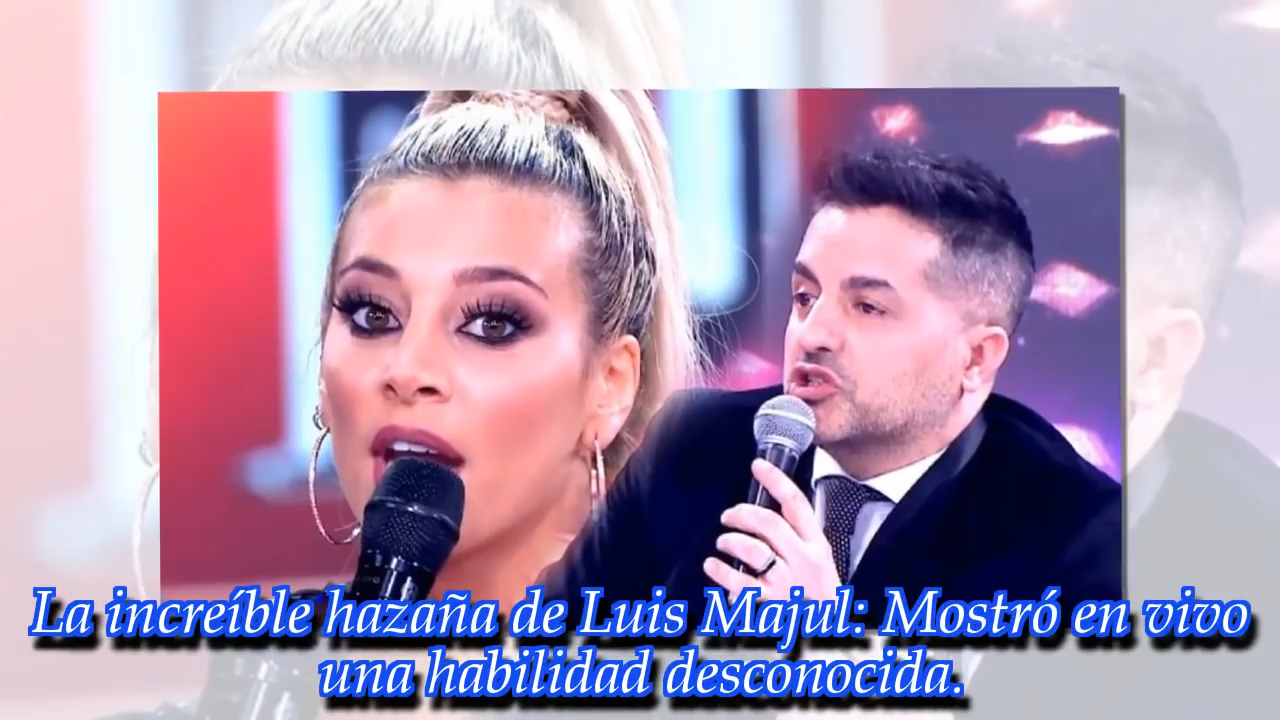 La increíble hazaña de Luis Majul: Mostró en vivo
una habilidad desconocida.